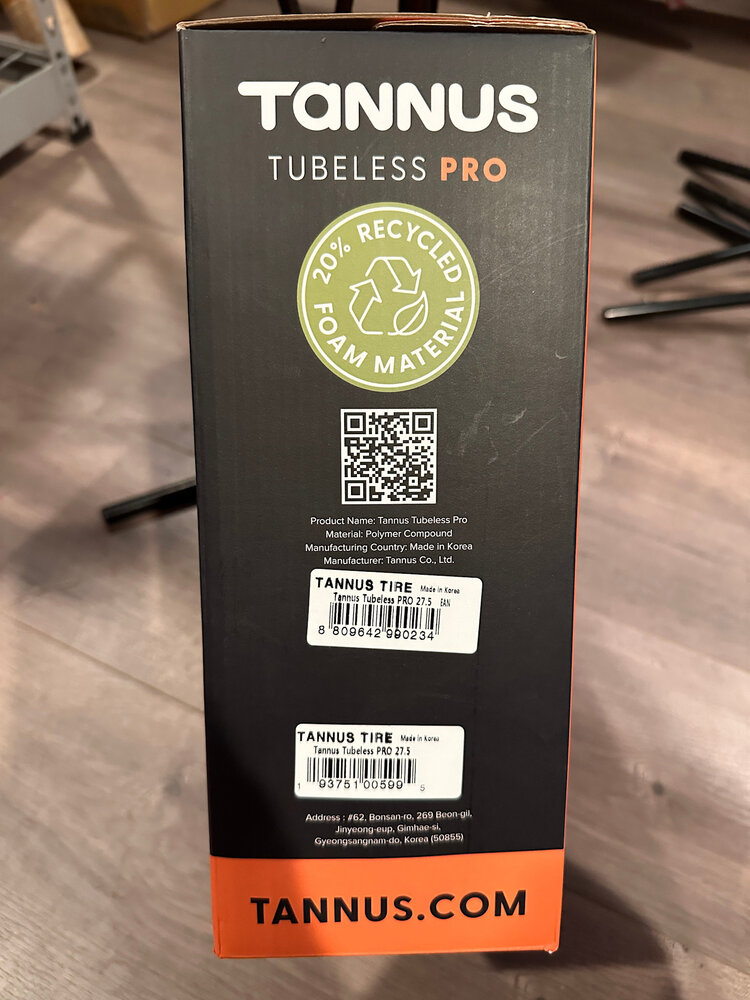 TANNUS
TUBELESS PRO
20% RECYCLED
FOAM MATERIAL
Product Name: Tannus Tubeless Pro
Material: Polymer Compound
Manufacturing Country: Made in Korea
Manufacturer: Tannus Co., Ltd.
TANNUS TIRE Made in Korea
Tannus Tubeless PRO 27.5 EAN
8 809642 990234
TANNUS TIRE Made in Korea
Tannus Tubeless PRO 27.5
1 93751 00599 5
Address : #62, Bonsan-ro, 269 Beon-gil,
Jinyeong-eup, Gimhae-si,
Gyeongsangnam-do, Korea (50855)
TANNUS.COM